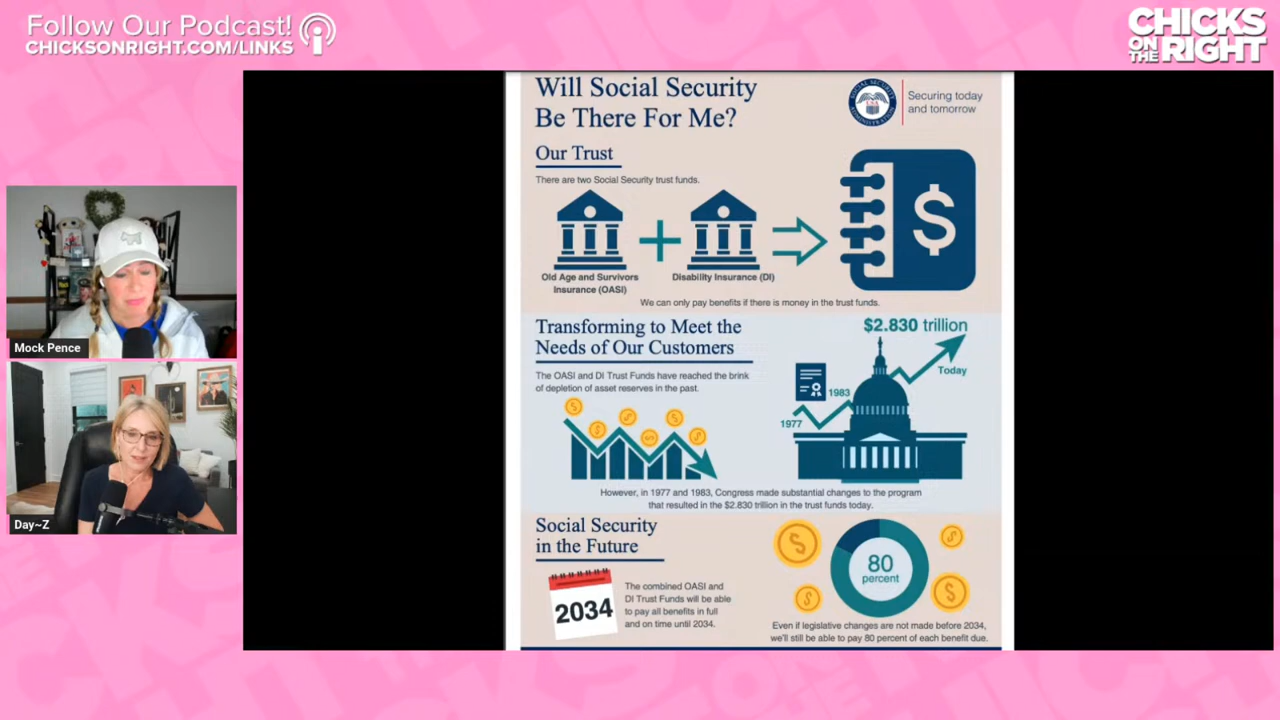 Follow Our Podcast!
CHICKSONRIGHT.COM/LINKS
CHICKS
ON THE
RIGHT
Mock Pence
Day~Z
Will Social Security
Be There For Me?
Securing today
and tomorrow
Our Trust
There are two Social Security trust funds.
$
Old Age and Survivors
Insurance (OASI)
Disability Insurance (DI)
We can only pay benefits if there is money in the trust funds.
Transforming to Meet the
Needs of Our Customers
The OASI and DI Trust Funds have reached the brink
of depletion of asset reserves in the past.
$2.830 trillion
Today
1983
1977
However, in 1977 and 1983, Congress made substantial changes to the program
that resulted in the $2.830 trillion in the trust funds today.
Social Security
in the Future
2034
The combined OASI and
DI Trust Funds will be able
to pay all benefits in full
and on time until 2034.
80
percent
Even if legislative changes are not made before 2034,
we'll still be able to pay 80 percent of each benefit due.